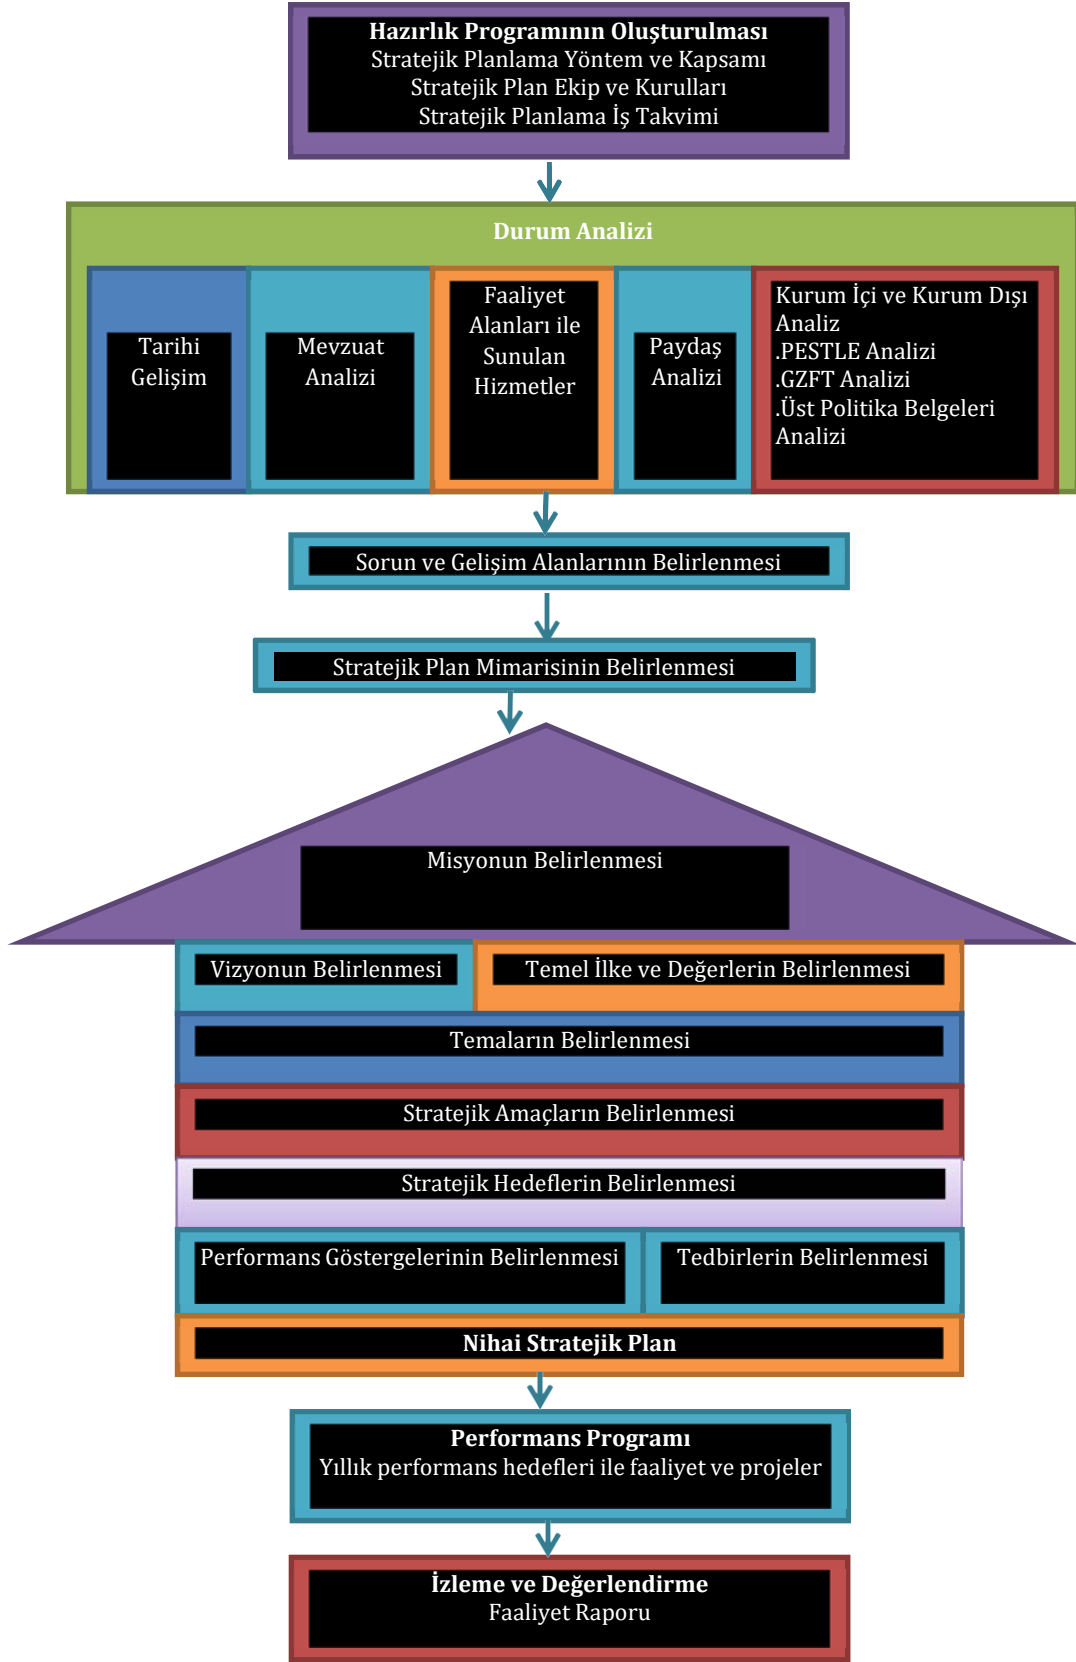 Hazırlık Programının Oluşturulması
Stratejik Planlama Yöntem ve Kapsamı
Stratejik Plan Ekip ve Kurulları
Stratejik Planlama İş Takvimi
Durum Analizi
Tarihi
Gelişim
Mevzuat
Analizi
Faaliyet
Alanları ile
Sunulan
Hizmetler
Paydaş
Analizi
Kurum İçi ve Kurum Dışı
Analiz
.PESTLE Analizi
.GZFT Analizi
.Üst Politika Belgeleri
Analizi
Sorun ve Gelişim Alanlarının Belirlenmesi
Stratejik Plan Mimarisinin Belirlenmesi
Misyonun Belirlenmesi
Vizyonun Belirlenmesi
Temel İlke ve Değerlerin Belirlenmesi
Temaların Belirlenmesi
Stratejik Amaçların Belirlenmesi
Stratejik Hedeflerin Belirlenmesi
Performans Göstergelerinin Belirlenmesi
Tedbirlerin Belirlenmesi
Nihai Stratejik Plan
Performans Programı
Yıllık performans hedefleri ile faaliyet ve projeler
İzleme ve Değerlendirme
Faaliyet Raporu